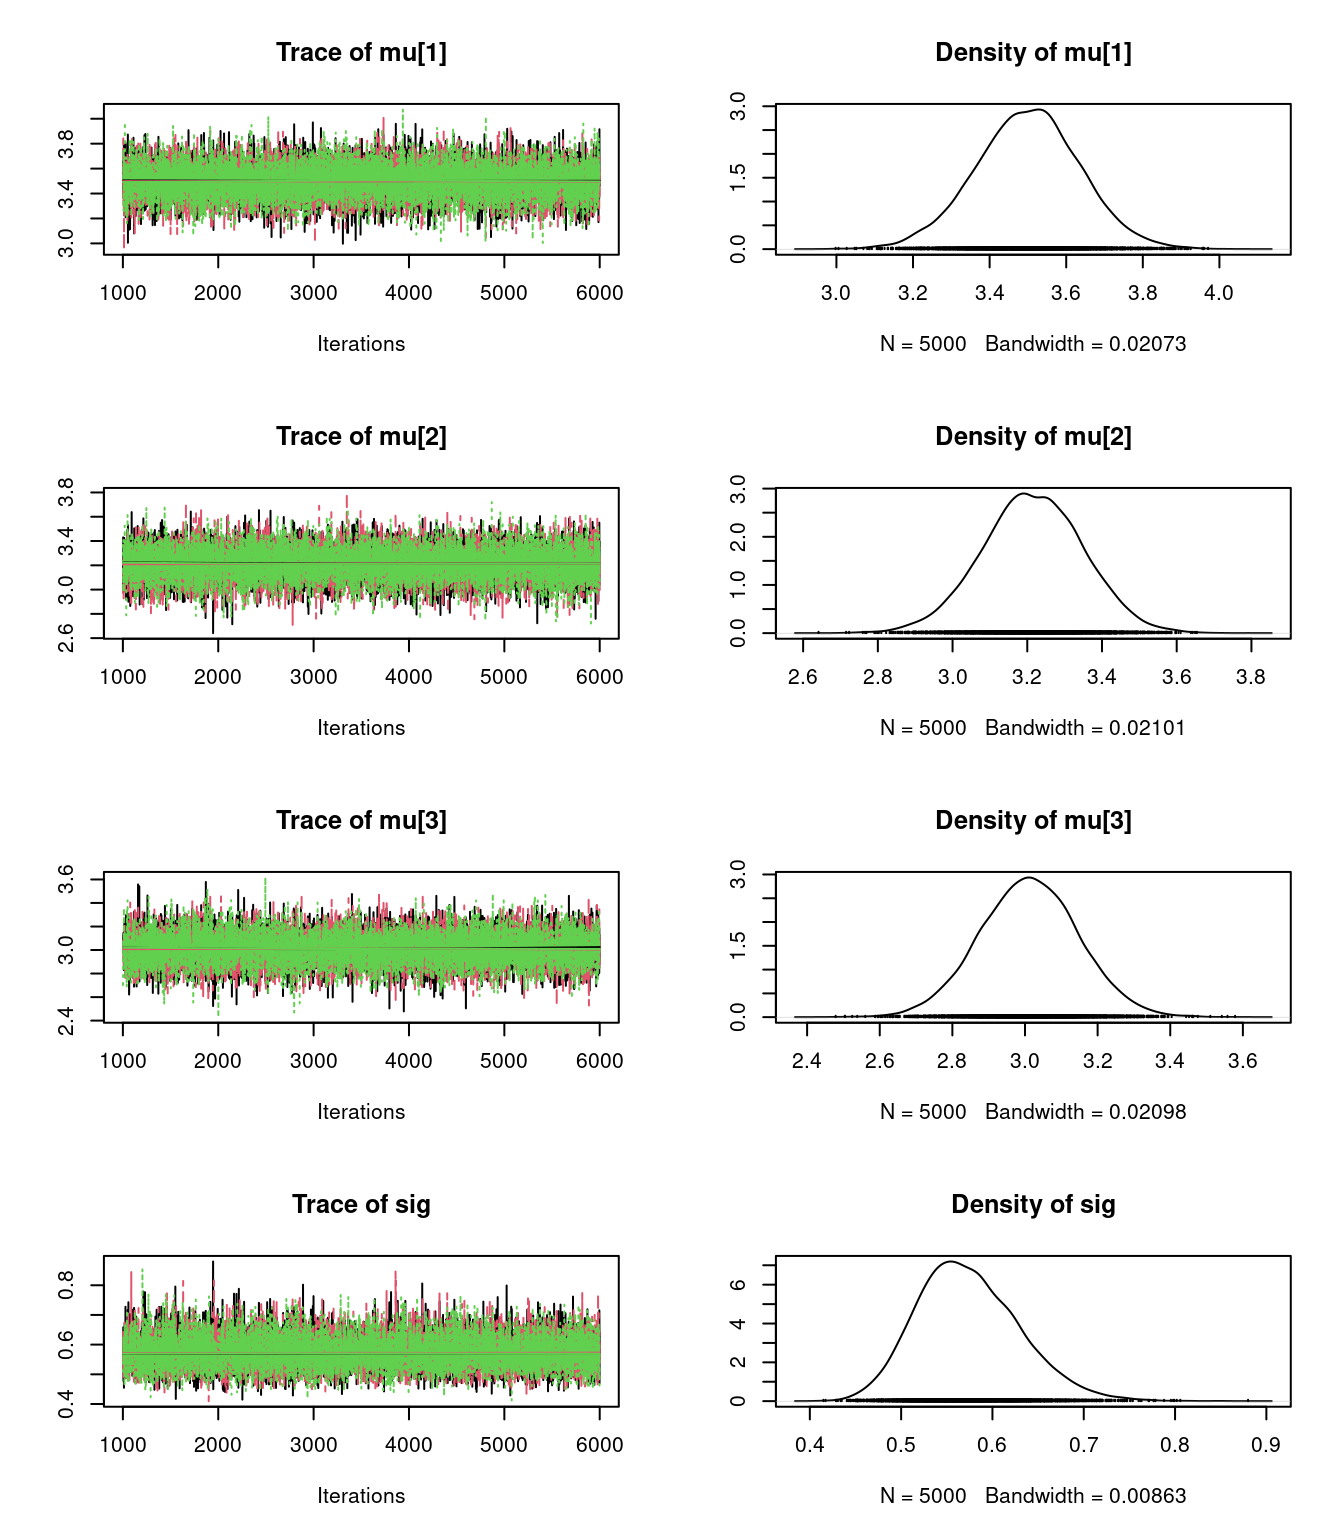 Trace of mu[1]
3.0 3.4 3.8
1000 2000 3000 4000 5000 6000
Iterations
Density of mu[1]
0.0 1.5 3.0
3.0 3.2 3.4 3.6 3.8 4.0
N = 5000 Bandwidth = 0.02073
Trace of mu[2]
2.6 3.0 3.4 3.8
1000 2000 3000 4000 5000 6000
Iterations
Density of mu[2]
0.0 1.0 2.0 3.0
2.6 2.8 3.0 3.2 3.4 3.6 3.8
N = 5000 Bandwidth = 0.02101
Trace of mu[3]
2.4 3.0 3.6
1000 2000 3000 4000 5000 6000
Iterations
Density of mu[3]
0.0 1.5 3.0
2.4 2.6 2.8 3.0 3.2 3.4 3.6
N = 5000 Bandwidth = 0.02098
Trace of sig
0.4 0.6 0.8
1000 2000 3000 4000 5000 6000
Iterations
Density of sig
0 2 4 6
0.4 0.5 0.6 0.7 0.8 0.9
N = 5000 Bandwidth = 0.00863